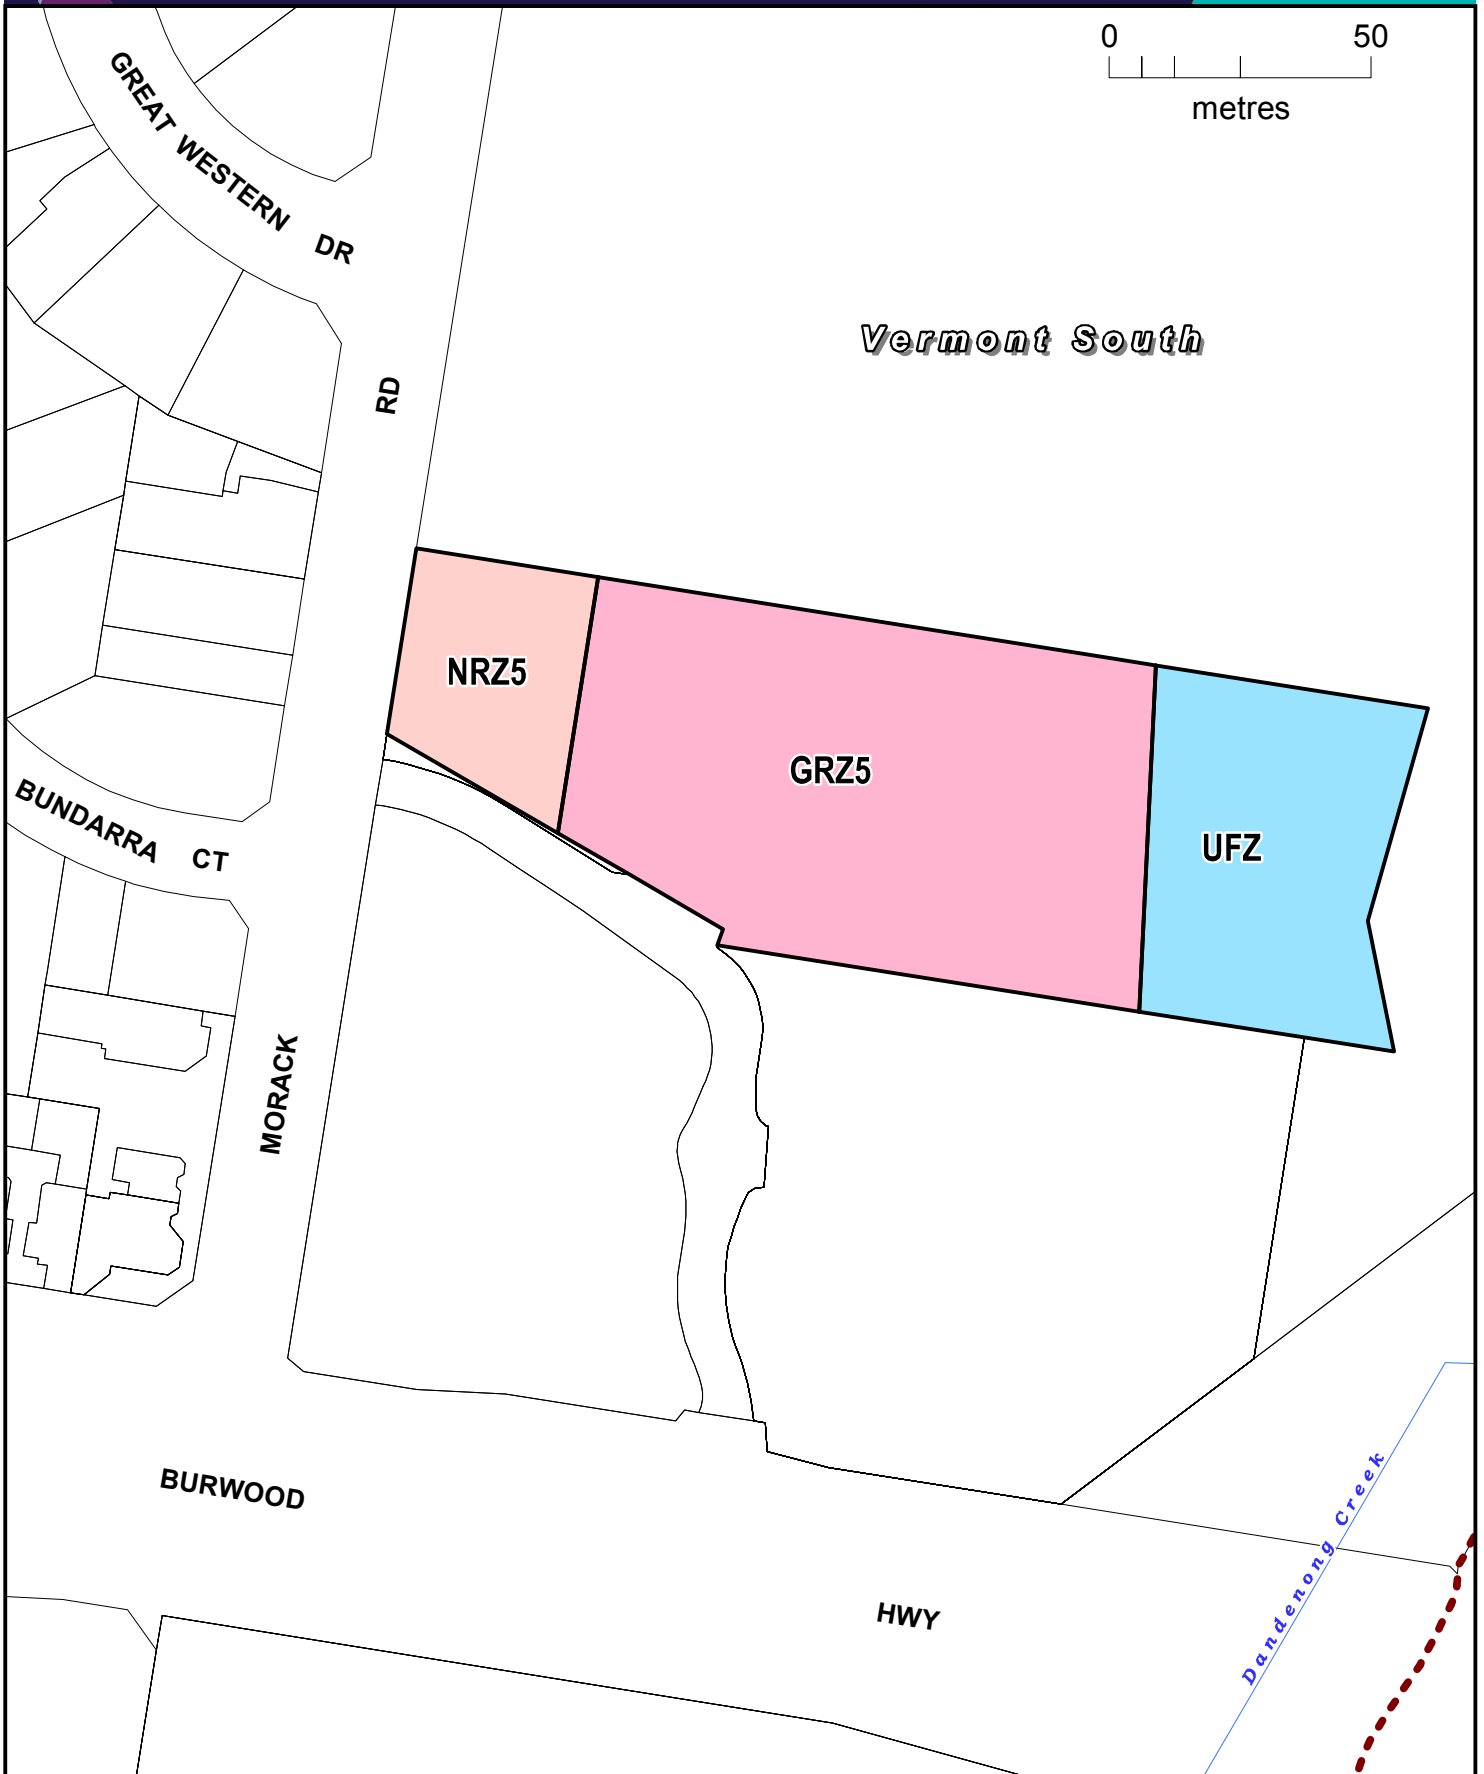 0 50
metres
GREAT WESTERN DR
Vermont South
RD
NRZ5
GRZ5
UFZ
BUNDARRA CT
MORACK
BURWOOD
HWY
Dandenong Creek